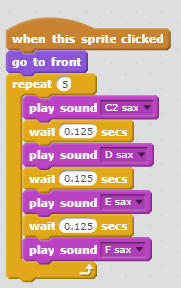 when this sprite clicked
go to front
repeat 5
play sound C2 sax
wait 0.125 secs
play sound D sax
wait 0.125 secs
play sound E sax
wait 0.125 secs
play sound F sax